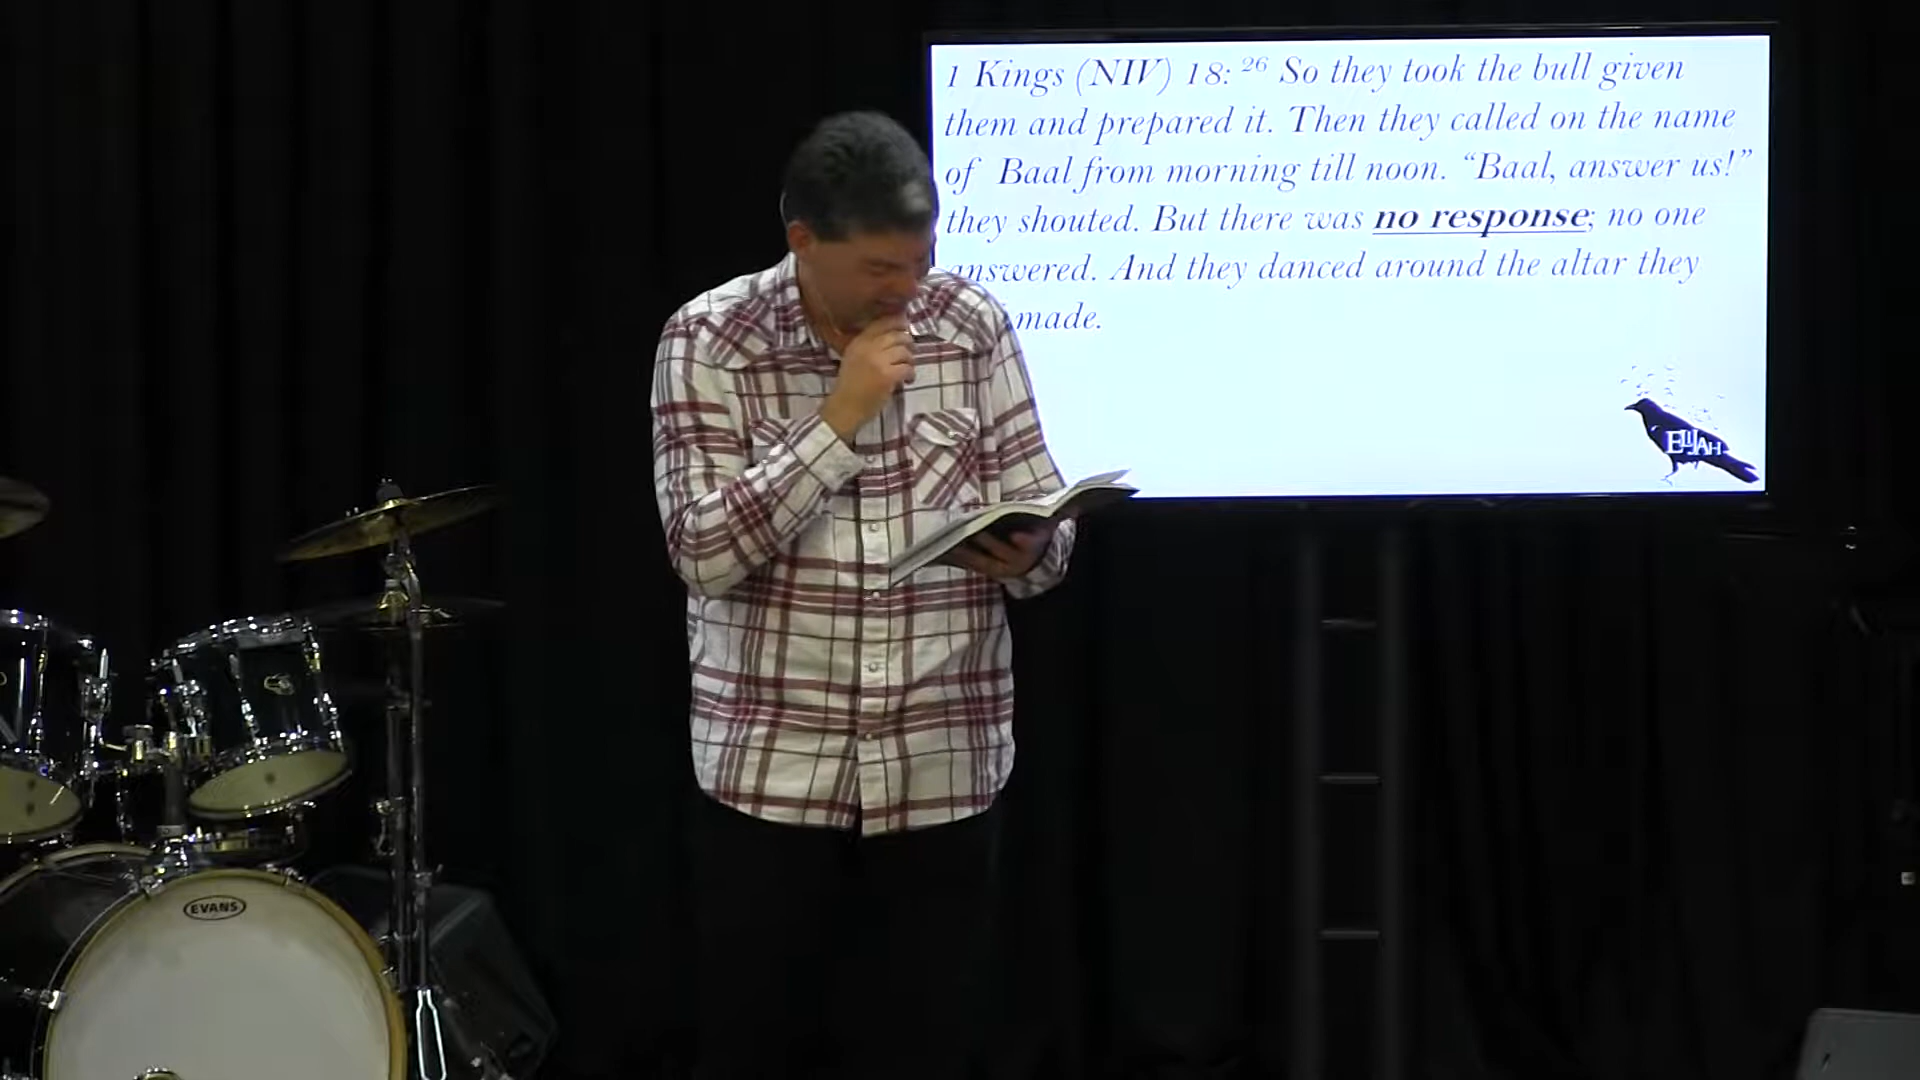 1 Kings (NIV) 18: 26 So they took the bull given
them and prepared it. Then they called on the name
of Baal from morning till noon. “Baal, answer us!”
they shouted. But there was no response; no one
answered. And they danced around the altar they
made.
ELIJAH
EVANS